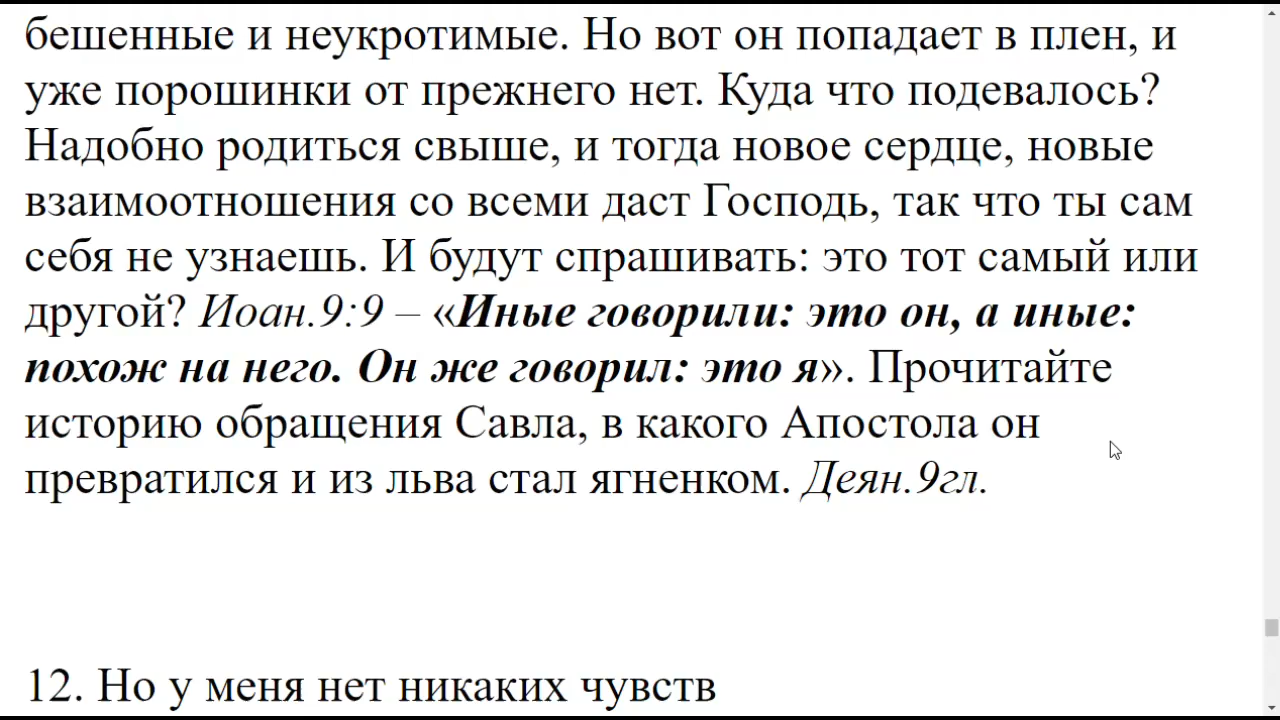 бешенные и неукротимые. Но вот он попадает в плен, и
уже порошинки от прежнего нет. Куда что подевалось?
Надобно родиться свыше, и тогда новое сердце, новые
взаимоотношения со всеми даст Господь, так что ты сам
себя не узнаешь. И будут спрашивать: это тот самый или
другой? Иоан.9:9 – «Иные говорили: это он, а иные:
похож на него. Он же говорил: это я». Прочитайте
историю обращения Савла, в какого Апостола он
превратился и из льва стал ягненком. Деян.9гл.
12. Но у меня нет никаких чувств